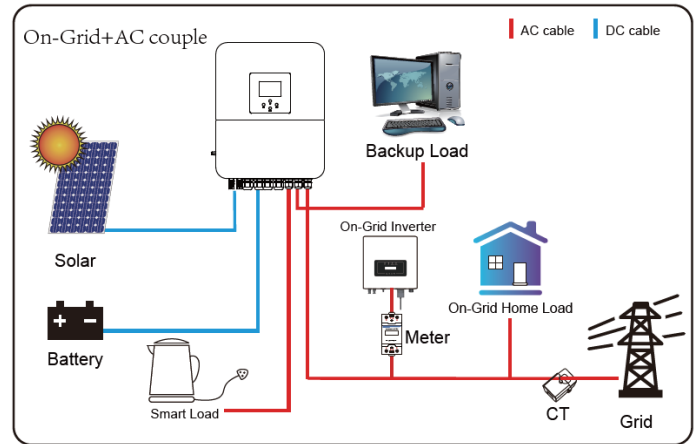 On-Grid+AC couple
AC cable
DC cable
Backup Load
On-Grid Inverter
Solar
On-Grid Home Load
Meter
Battery
Smart Load
CT
Grid